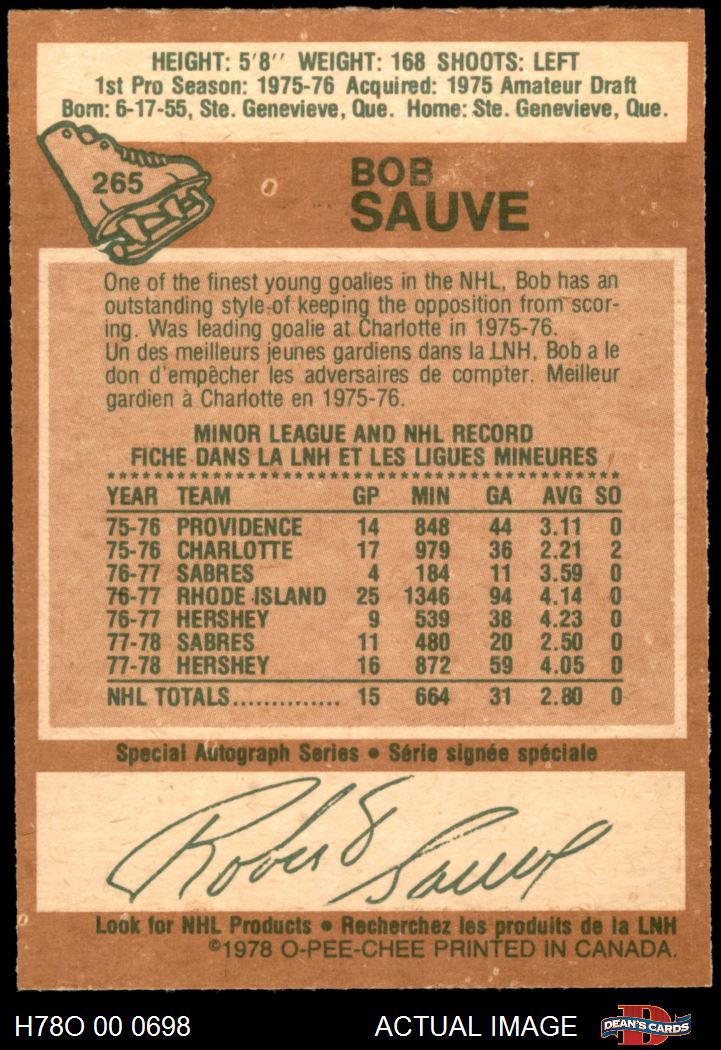 HEIGHT: 5'8'' WEIGHT: 168 SHOOTS: LEFT
1st Pro Season: 1975-76 Acquired: 1975 Amateur Draft
Born: 6-17-55, Ste. Genevieve, Que. Home: Ste. Genevieve, Que.
265
BOB
SAUVE
One of the finest young goalies in the NHL, Bob has an
outstanding style of keeping the opposition from scor-
ing. Was leading goalie at Charlotte in 1975-76.
Un des meilleurs jeunes gardiens dans la LNH, Bob a le
don d'empêcher les adversaires de compter. Meilleur
gardien à Charlotte en 1975-76.
MINOR LEAGUE AND NHL RECORD
FICHE DANS LA LNH ET LES LIGUES MINEURES
YEAR TEAM GP MIN GA AVG SO
75-76 PROVIDENCE 14 848 44 3.11 0
75-76 CHARLOTTE 17 979 36 2.21 2
76-77 SABRES 4 184 11 3.59 0
76-77 RHODE ISLAND 25 1346 94 4.14 0
76-77 HERSHEY 9 539 38 4.23 0
77-78 SABRES 11 480 20 2.50 0
77-78 HERSHEY 16 872 59 4.05 0
NHL TOTALS.............. 15 664 31 2.80 0
Special Autograph Series • Série signée spéciale
Robert Sauve
Look for NHL Products • Recherchez les produits de la LNH
©1978 O-PEE-CHEE PRINTED IN CANADA.
H78O 00 0698 ACTUAL IMAGE DEAN'S CARDS